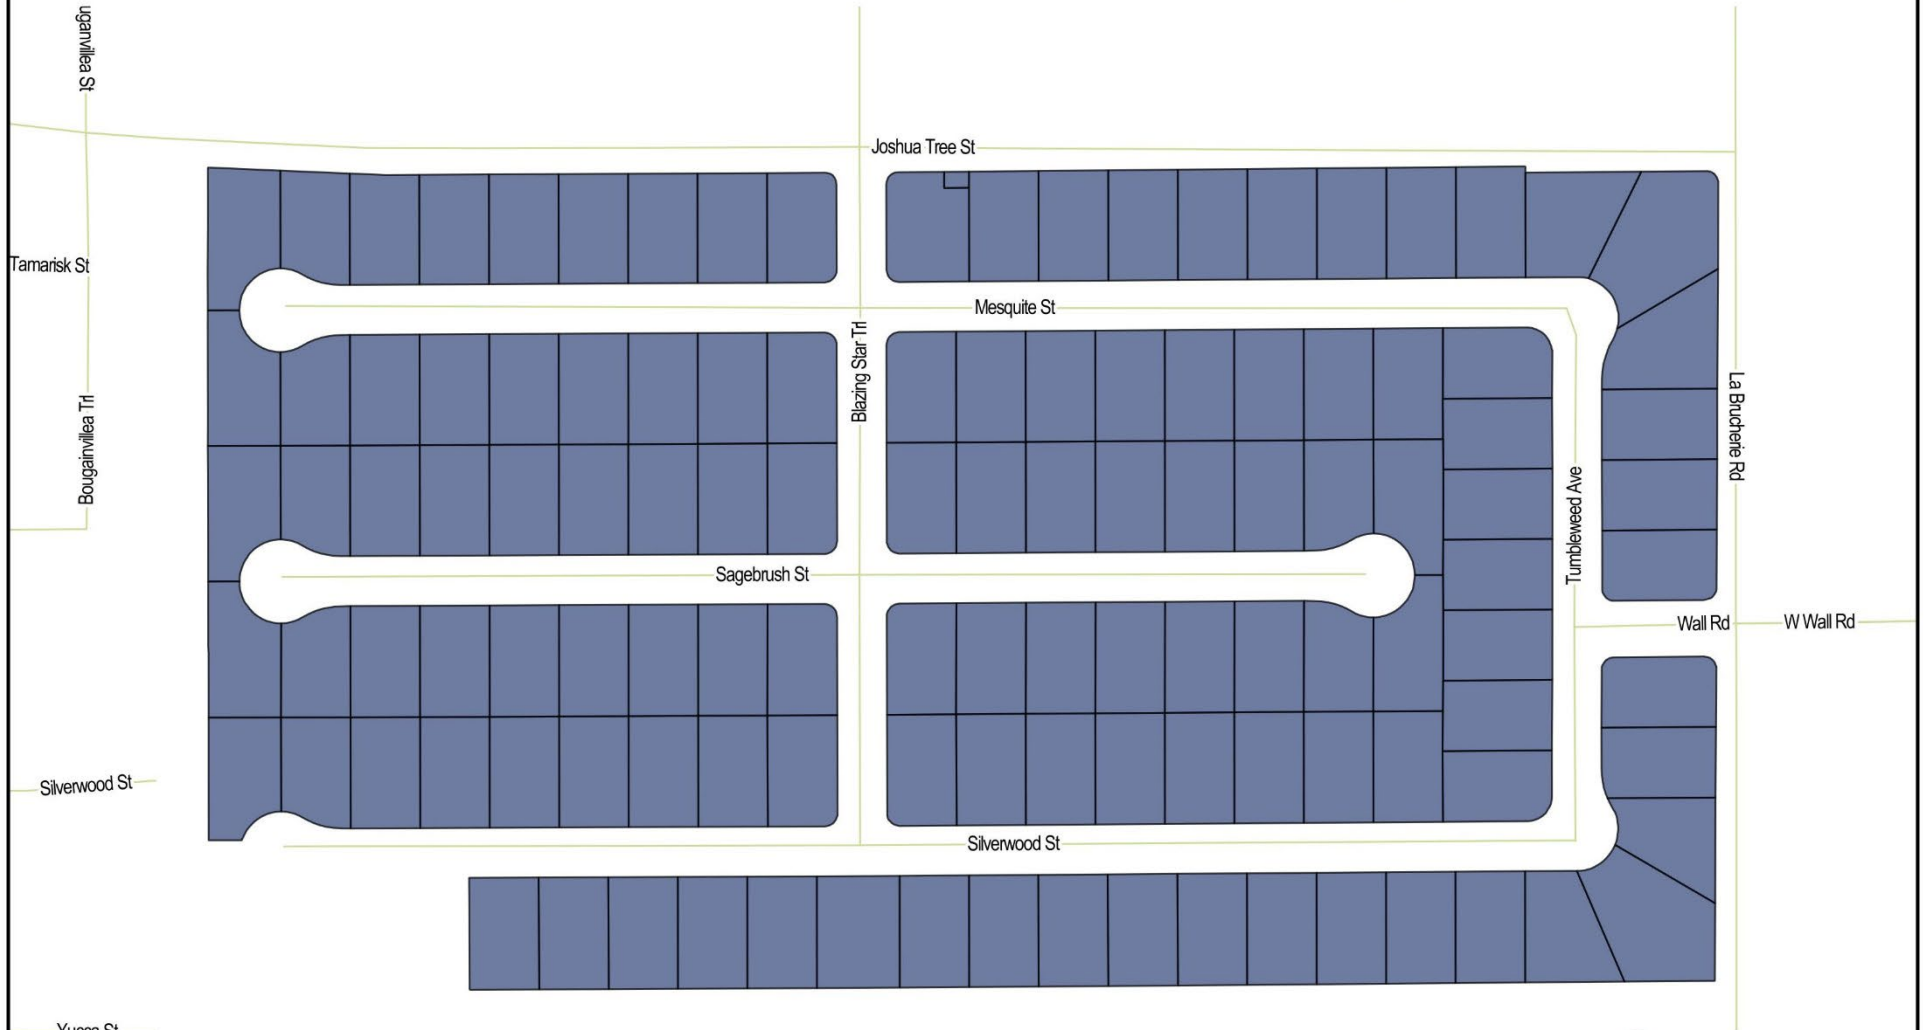 uganvillea St
Joshua Tree St
Tamarisk St
Mesquite St
Blazing Star Trl
La Brucherie Rd
Bougainvillea Trl
Tumbleweed Ave
Sagebrush St
Wall Rd
W Wall Rd
Silverwood St
Silverwood St
Yucca St